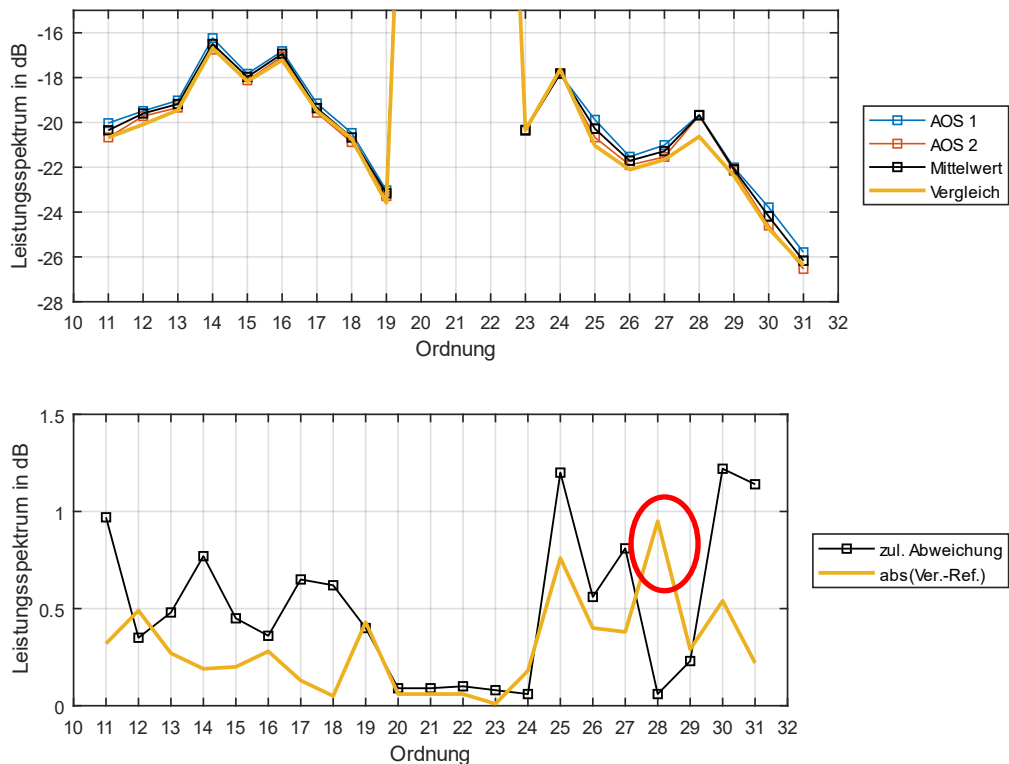 Leistungsspektrum in dB
-16
-18
-20
-22
-24
-26
-28
10 11 12 13 14 15 16 17 18 19 20 21 22 23 24 25 26 27 28 29 30 31 32
Ordnung
AOS 1
AOS 2
Mittelwert
Vergleich
Leistungsspektrum in dB
1.5
1
0.5
0
10 11 12 13 14 15 16 17 18 19 20 21 22 23 24 25 26 27 28 29 30 31 32
Ordnung
zul. Abweichung
abs(Ver.-Ref.)